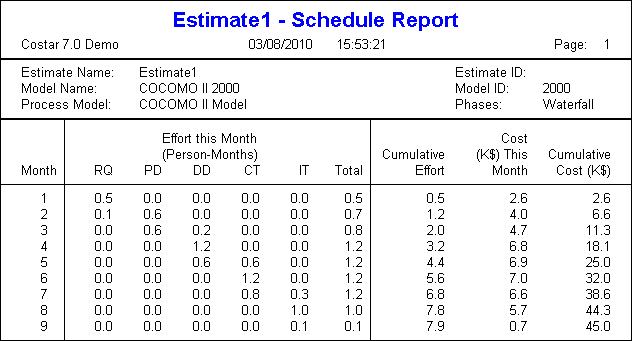 Estimate1 - Schedule Report
Costar 7.0 Demo 03/08/2010 15:53:21 Page: 1
Estimate Name: Estimate1 Estimate ID:
Model Name: COCOMO II 2000 Model ID: 2000
Process Model: COCOMO II Model Phases: Waterfall
Effort this Month Cost
(Person-Months) Cumulative (K$) This Cumulative
Month RQ PD DD CT IT Total Effort Month Cost (K$)
1 0.5 0.0 0.0 0.0 0.0 0.5 0.5 2.6 2.6
2 0.1 0.6 0.0 0.0 0.0 0.7 1.2 4.0 6.6
3 0.0 0.6 0.2 0.0 0.0 0.8 2.0 4.7 11.3
4 0.0 0.0 1.2 0.0 0.0 1.2 3.2 6.8 18.1
5 0.0 0.0 0.6 0.6 0.0 1.2 4.4 6.9 25.0
6 0.0 0.0 0.0 1.2 0.0 1.2 5.6 7.0 32.0
7 0.0 0.0 0.0 0.8 0.3 1.2 6.8 6.6 38.6
8 0.0 0.0 0.0 0.0 1.0 1.0 7.8 5.7 44.3
9 0.0 0.0 0.0 0.0 0.1 0.1 7.9 0.7 45.0